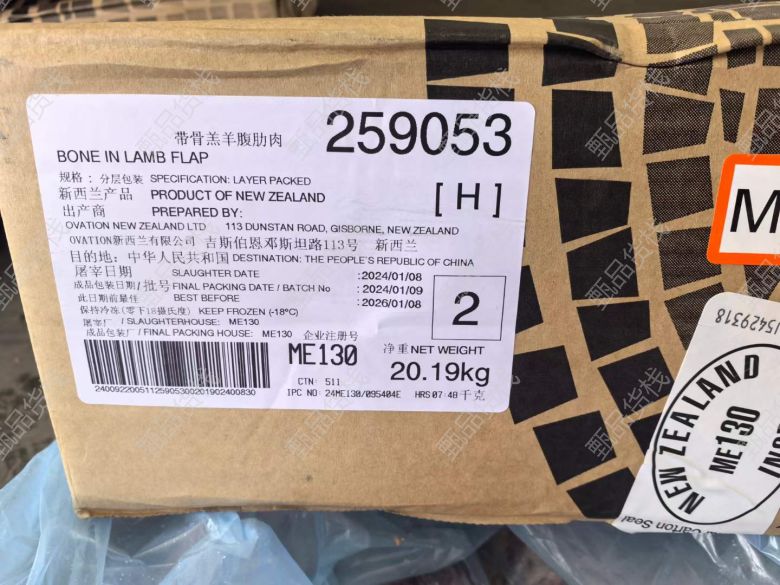 带骨羔羊腹肋肉
259053
BONE IN LAMB FLAP
规格：分层包装 SPECIFICATION: LAYER PACKED
新西兰产品 PRODUCT OF NEW ZEALAND
[H]
出产商 PREPARED BY:
OVATION NEW ZEALAND LTD 113 DUNSTAN ROAD, GISBORNE, NEW ZEALAND
OVATION新西兰有限公司 吉斯伯恩邓斯坦路113号 新西兰
目的地：中华人民共和国 DESTINATION: THE PEOPLE'S REPUBLIC OF CHINA
屠宰日期 SLAUGHTER DATE :2024/01/08
成品包装日期/批号 FINAL PACKING DATE / BATCH No :2024/01/09
此日期前最佳 BEST BEFORE :2026/01/08
2
保持冷冻(零下18摄氏度) KEEP FROZEN (-18°C)
屠宰厂 / SLAUGHTERHOUSE: ME130
成品包装厂 / FINAL PACKING HOUSE: ME130 企业注册号
ME130
净重 NET WEIGHT
20.19kg
千克
CTN: 511
24009220051125905300201902400830
IPC NO: 24ME130/095404E HRS 07:48
M
15429318
NEW ZEALAND
ME130
Carton Seal
甄品货栈